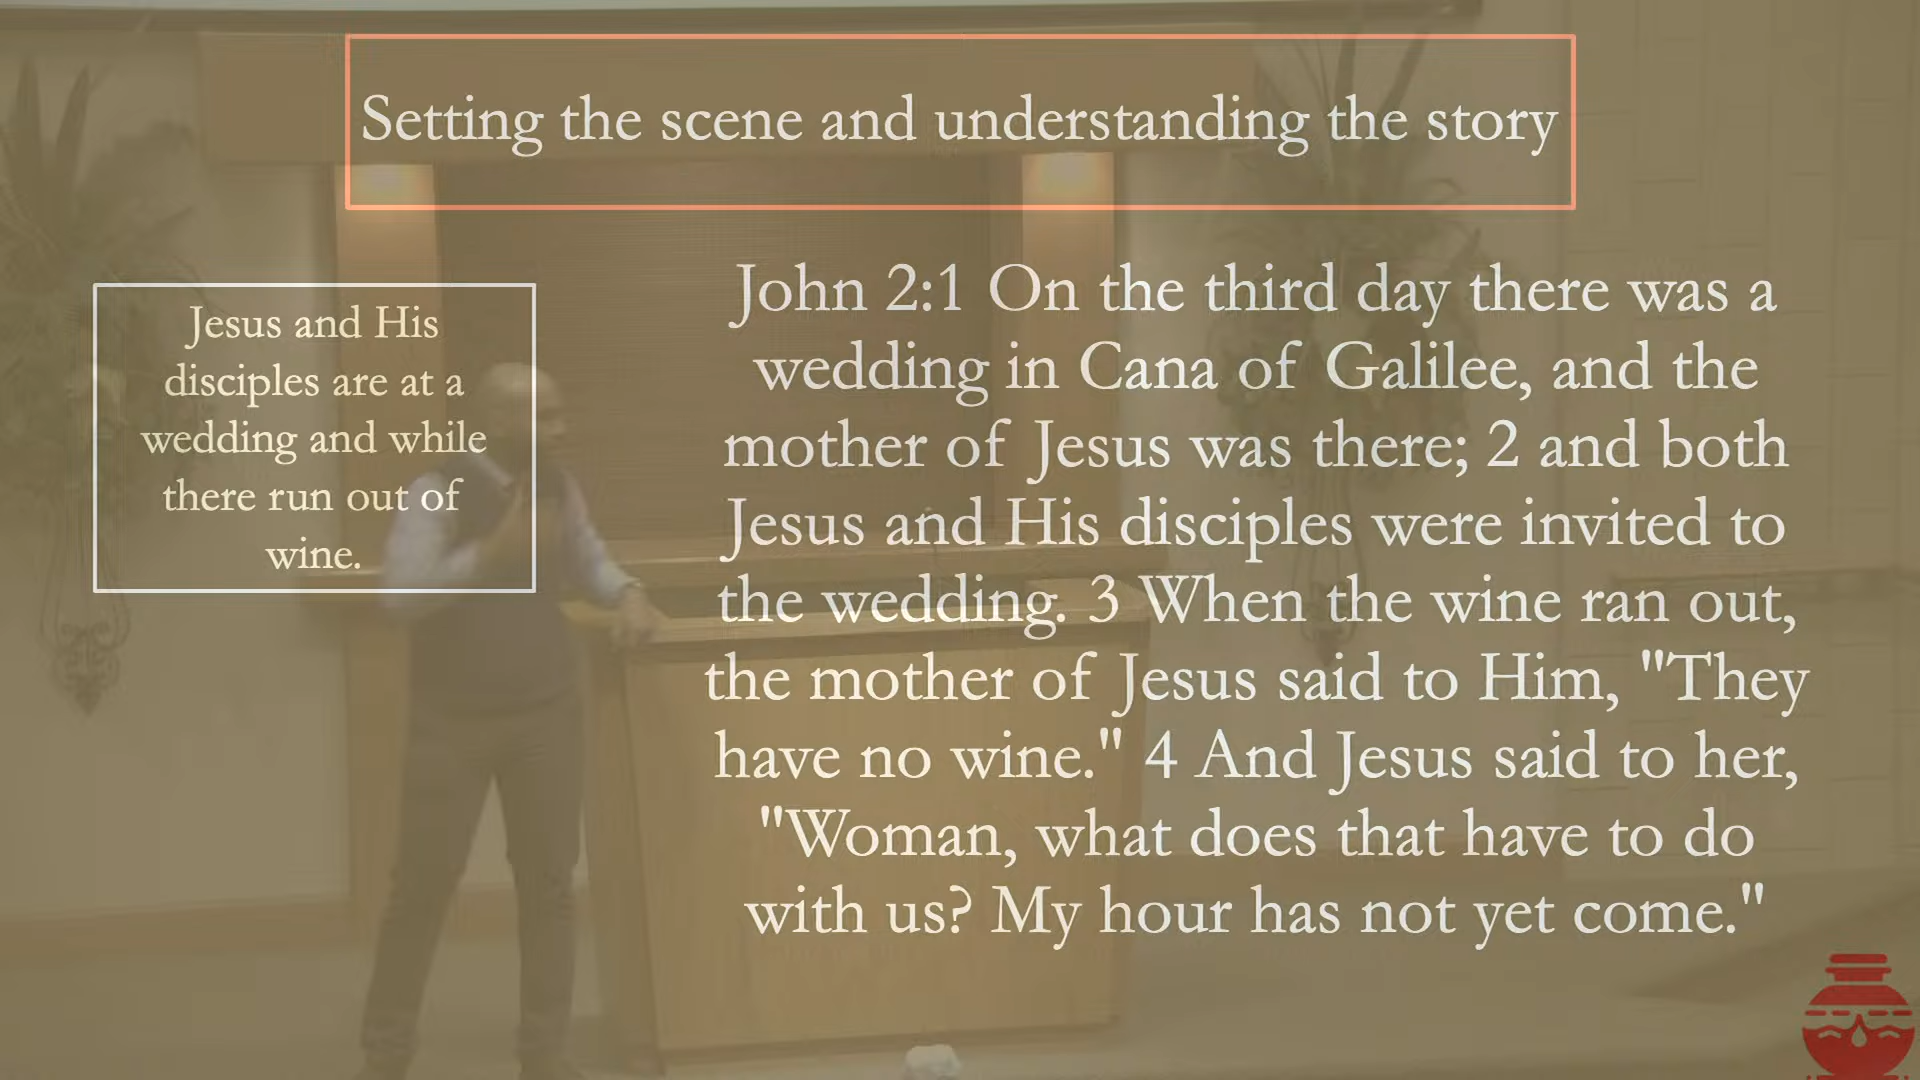 Setting the scene and understanding the story
Jesus and His
disciples are at a
wedding and while
there run out of
wine.
John 2:1 On the third day there was a
wedding in Cana of Galilee, and the
mother of Jesus was there; 2 and both
Jesus and His disciples were invited to
the wedding. 3 When the wine ran out,
the mother of Jesus said to Him, "They
have no wine." 4 And Jesus said to her,
"Woman, what does that have to do
with us? My hour has not yet come."